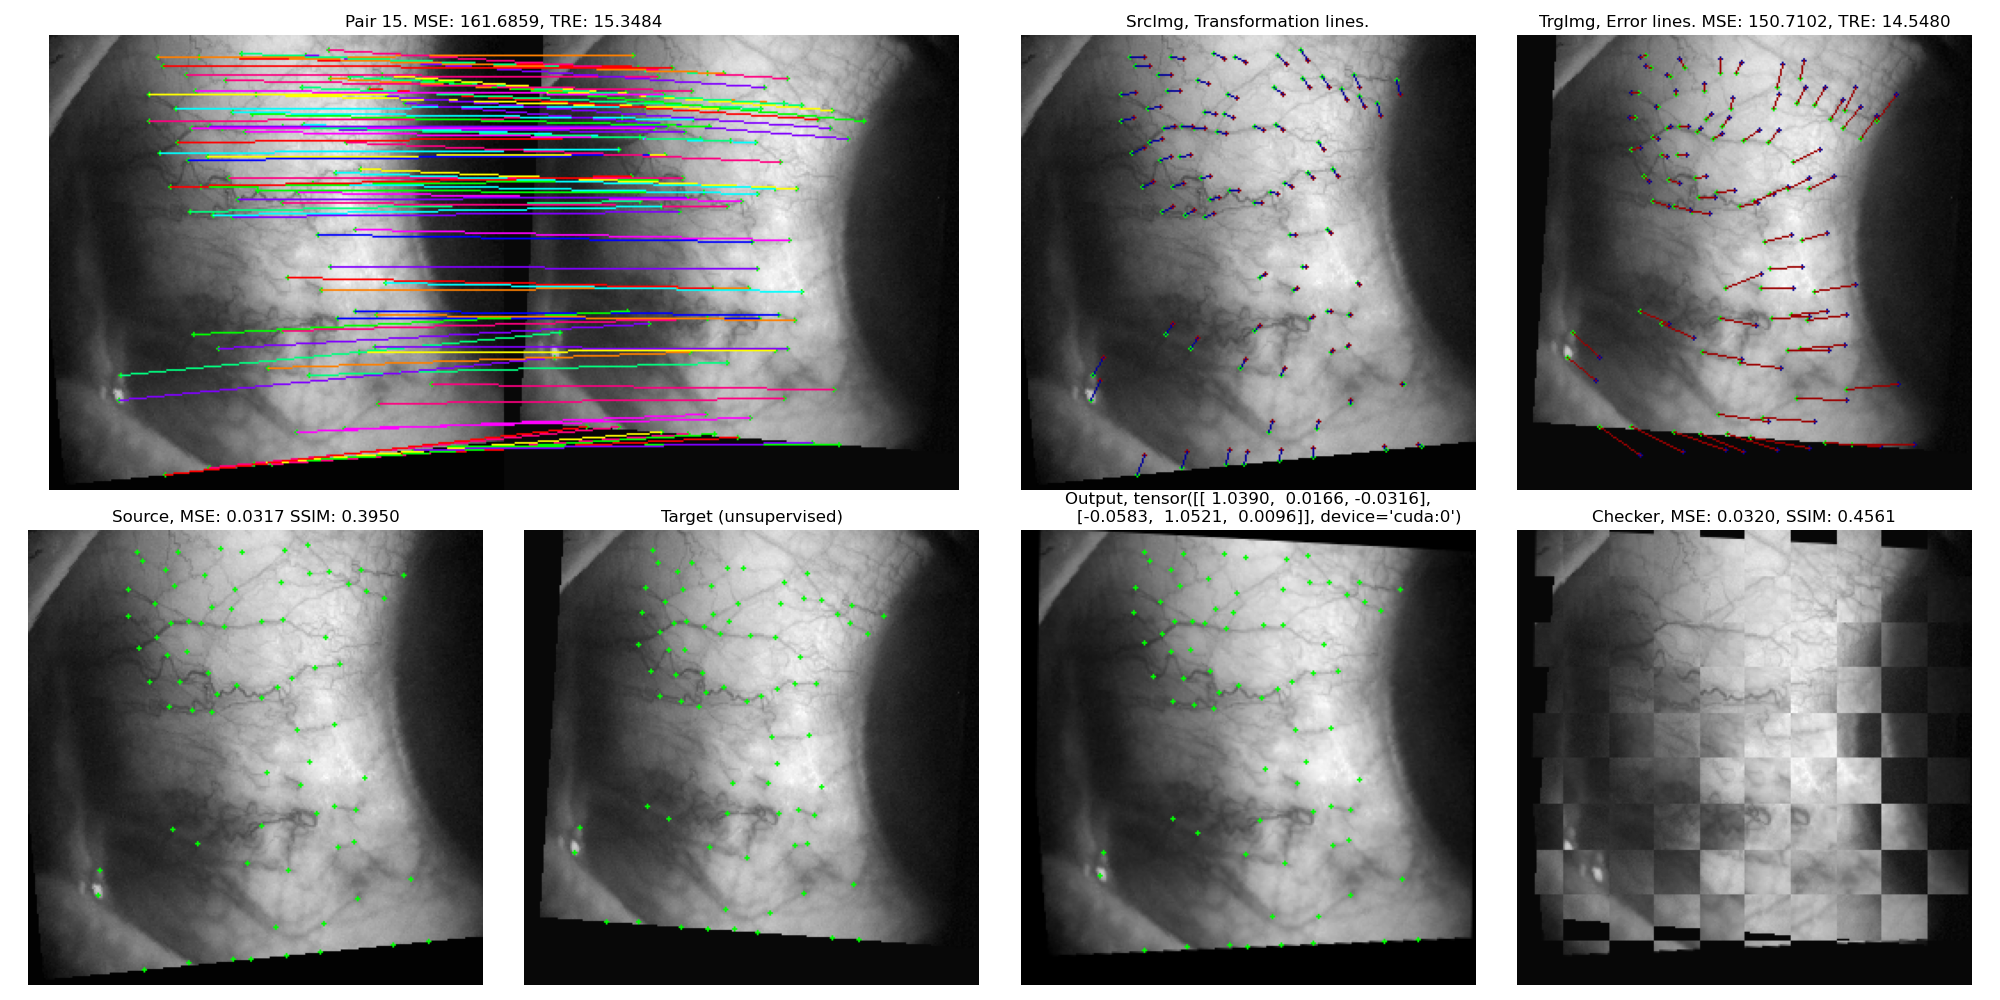 Pair 15. MSE: 161.6859, TRE: 15.3484
SrcImg, Transformation lines.
TrgImg, Error lines. MSE: 150.7102, TRE: 14.5480
Source, MSE: 0.0317 SSIM: 0.3950
Target (unsupervised)
Output, tensor([[ 1.0390,  0.0166, -0.0316],
[-0.0583,  1.0521,  0.0096]], device='cuda:0')
Checker, MSE: 0.0320, SSIM: 0.4561